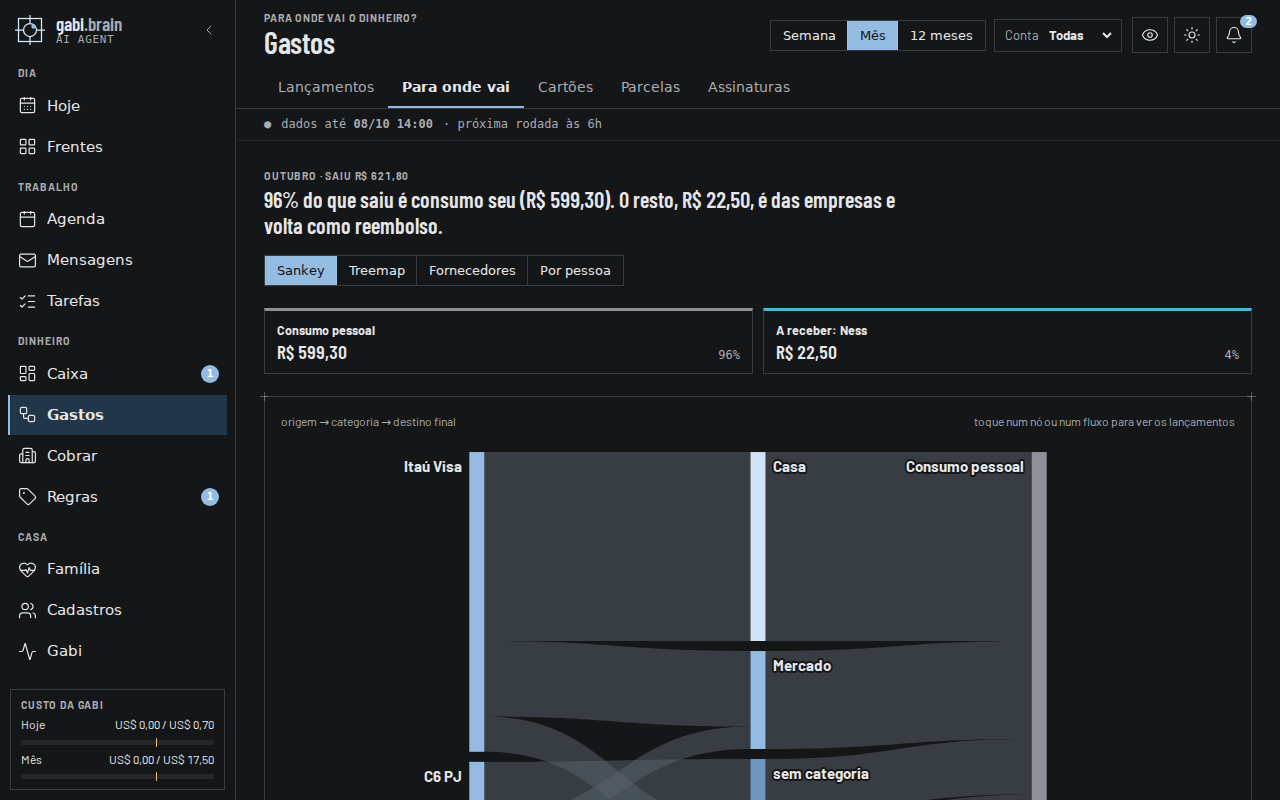 gabi.brain
AI AGENT
DIA
Hoje
Frentes
TRABALHO
Agenda
Mensagens
Tarefas
DINHEIRO
Caixa 1
Gastos
Cobrar
Regras 1
CASA
Família
Cadastros
Gabi
CUSTO DA GABI
Hoje US$ 0,00 / US$ 0,70
Mês US$ 0,00 / US$ 17,50
PARA ONDE VAI O DINHEIRO?
Gastos
Semana Mês 12 meses Conta Todas 2
Lançamentos Para onde vai Cartões Parcelas Assinaturas
● dados até 08/10 14:00 · próxima rodada às 6h
OUTUBRO · SAIU R$ 621,80
96% do que saiu é consumo seu (R$ 599,30). O resto, R$ 22,50, é das empresas e
volta como reembolso.
Sankey Treemap Fornecedores Por pessoa
Consumo pessoal
R$ 599,30 96%
A receber: Ness
R$ 22,50 4%
origem → categoria → destino final
toque num nó ou num fluxo para ver os lançamentos
Itaú Visa Casa Consumo pessoal
Mercado
C6 PJ sem categoria